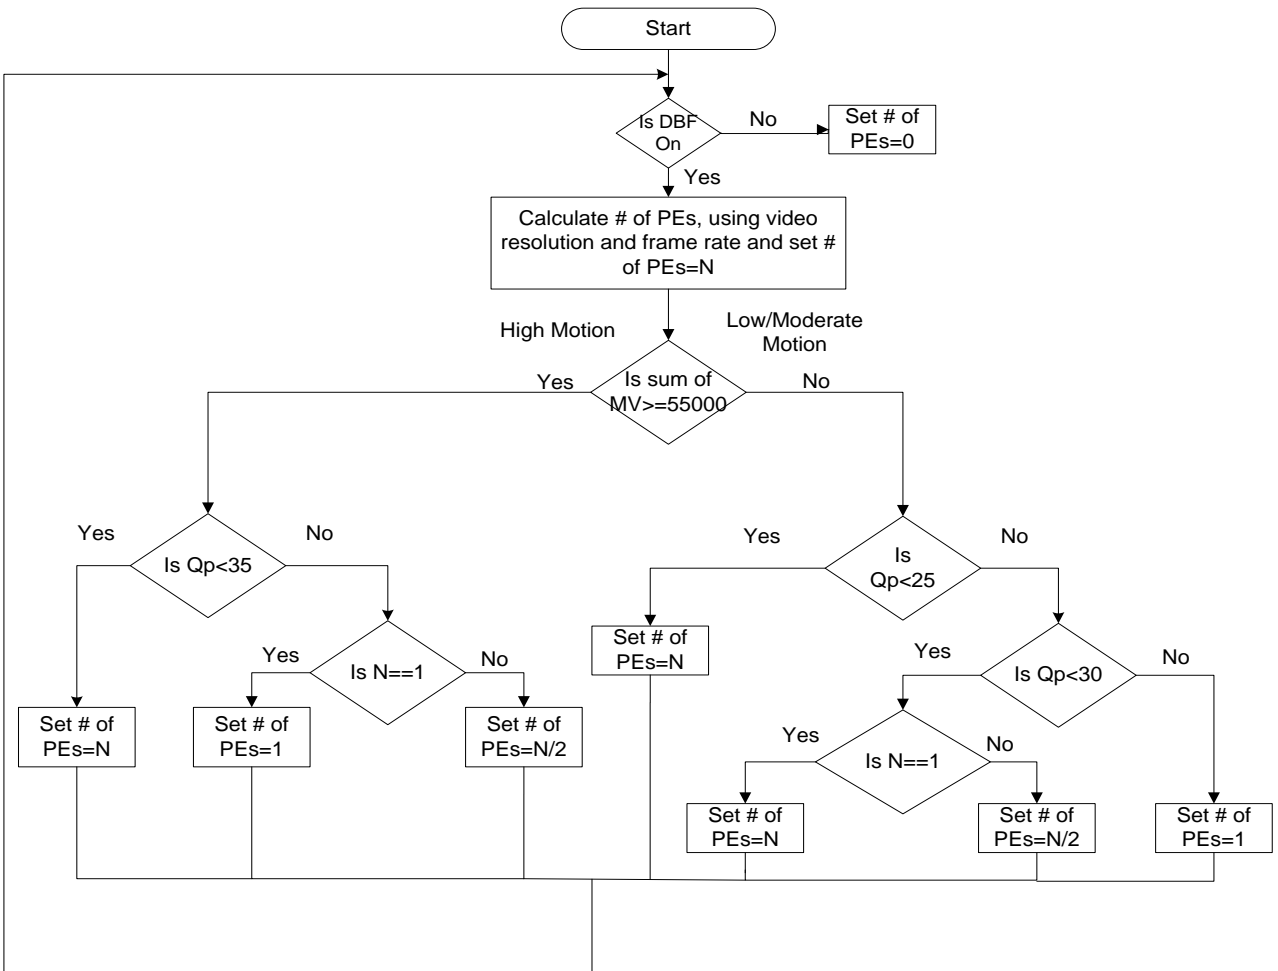 Start
Is DBF
On
No
Set # of
PEs=0
Yes
Calculate # of PEs, using video
resolution and frame rate and set #
of PEs=N
High Motion
Low/Moderate
Motion
Yes
Is sum of
MV>=55000
No
Yes
Is Qp<35
No
Yes
Is
Qp<25
No
Set # of
PEs=N
Yes
Is N==1
No
Set # of
PEs=N
Set # of
PEs=1
Set # of
PEs=N/2
Yes
Is Qp<30
No
Yes
Is N==1
No
Set # of
PEs=N
Set # of
PEs=N/2
Set # of
PEs=1